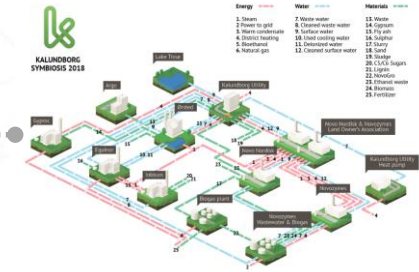 KALUNDBORG
SYMBIOSIS 2018
Energy
1. Steam
2 Power to grid
3. Warm condensate
4. District heating
5. Bioethanol
6. Natural gas
Water
7. Waste water
8. Cleaned waste water
9. Surface water
10. Used cooling water
11. Deionized water
12. Cleaned surface water
Materials
13. Waste
14. Gypsum
15. Fly ash
16. Sulphur
17. Slurry
18. Sand
19. Sludge
20. C5/C6 Sugars
21. Lignin
22. NovoGro
23. Ethanol waste
24. Biomass
25. Fertilizer
Lake Tissø
Kalundborg Utility
Argo
Ørsted
Gyproc
Novo Nordisk & Novozymes
Land Owner's Association
Equinor
Novo Nordisk
Kalundborg Utility
Heat pump
Inbicon
Novozymes
Biogas plant
Novozymes
Wastewater & Biogas